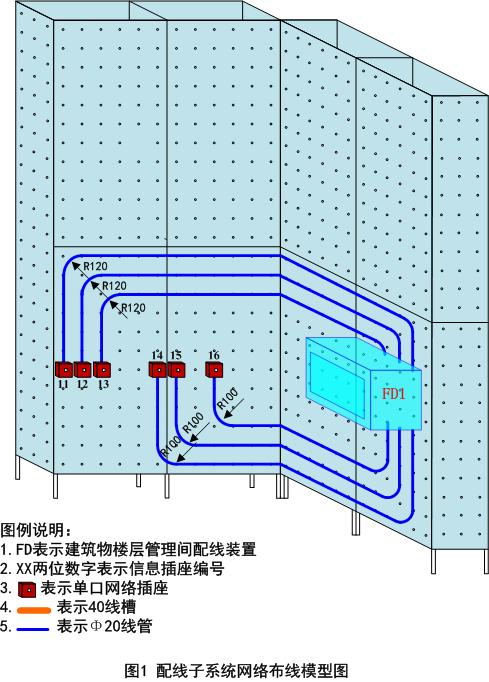 R120
R120
R120
11 12 13 14 15 16
R100
R100
R100
FD1
图例说明：
1. FD表示建筑物楼层管理间配线装置
2. XX两位数字表示信息插座编号
3. 表示单口网络插座
4. 表示40线槽
5. 表示Φ20线管
图1 配线子系统网络布线模型图